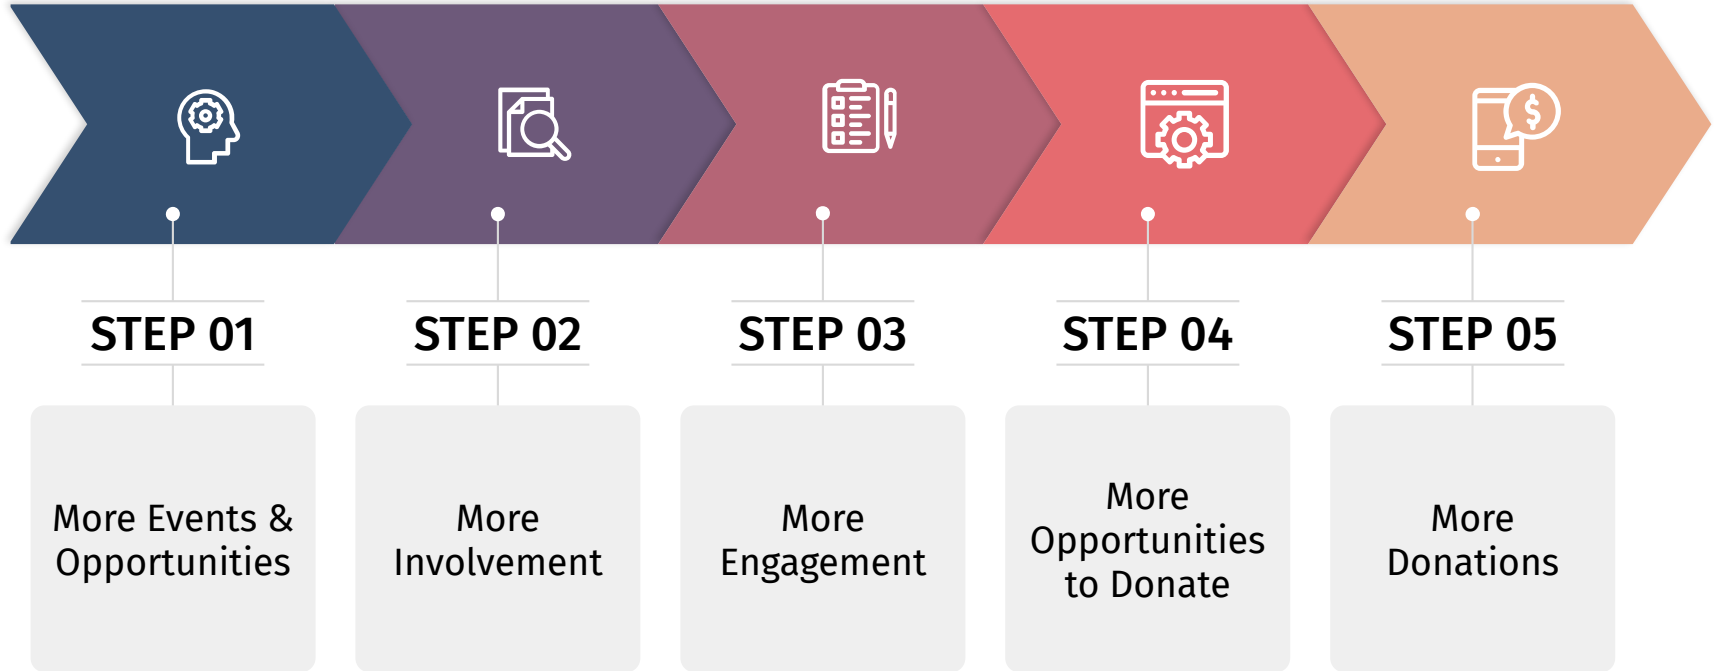 STEP 01
More Events &
Opportunities
STEP 02
More
Involvement
STEP 03
More
Engagement
STEP 04
More
Opportunities
to Donate
STEP 05
More
Donations